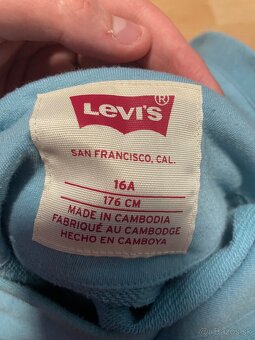 LEVI'S ®
SAN FRANCISCO, CAL.
16A
176 CM
MADE IN CAMBODIA
FABRIQUÉ AU CAMBODGE
HECHO EN CAMBOYA